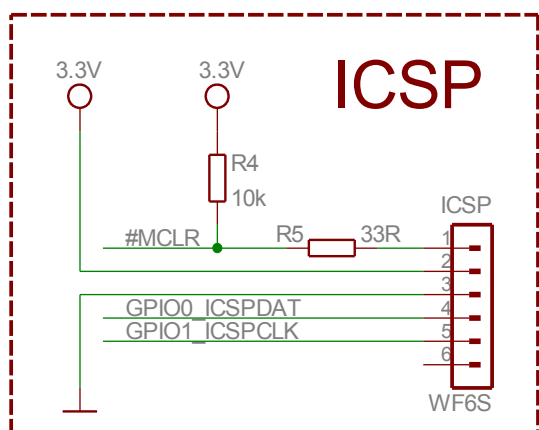 ICSP
3.3V
3.3V
R4
10k
ICSP
#MCLR
R5
33R
1
2
3
GPIO0_ICSPDAT
4
GPIO1_ICSPCLK
5
6
WF6S